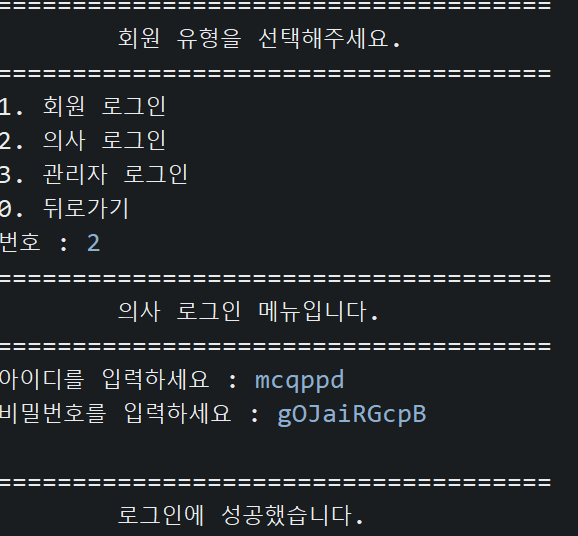 =====================================
회원 유형을 선택해주세요.
=====================================
1. 회원 로그인
2. 의사 로그인
3. 관리자 로그인
0. 뒤로가기
번호 : 2
=====================================
의사 로그인 메뉴입니다.
=====================================
아이디를 입력하세요 : mcqppd
비밀번호를 입력하세요 : gOJaiRGcpB
=====================================
로그인에 성공했습니다.